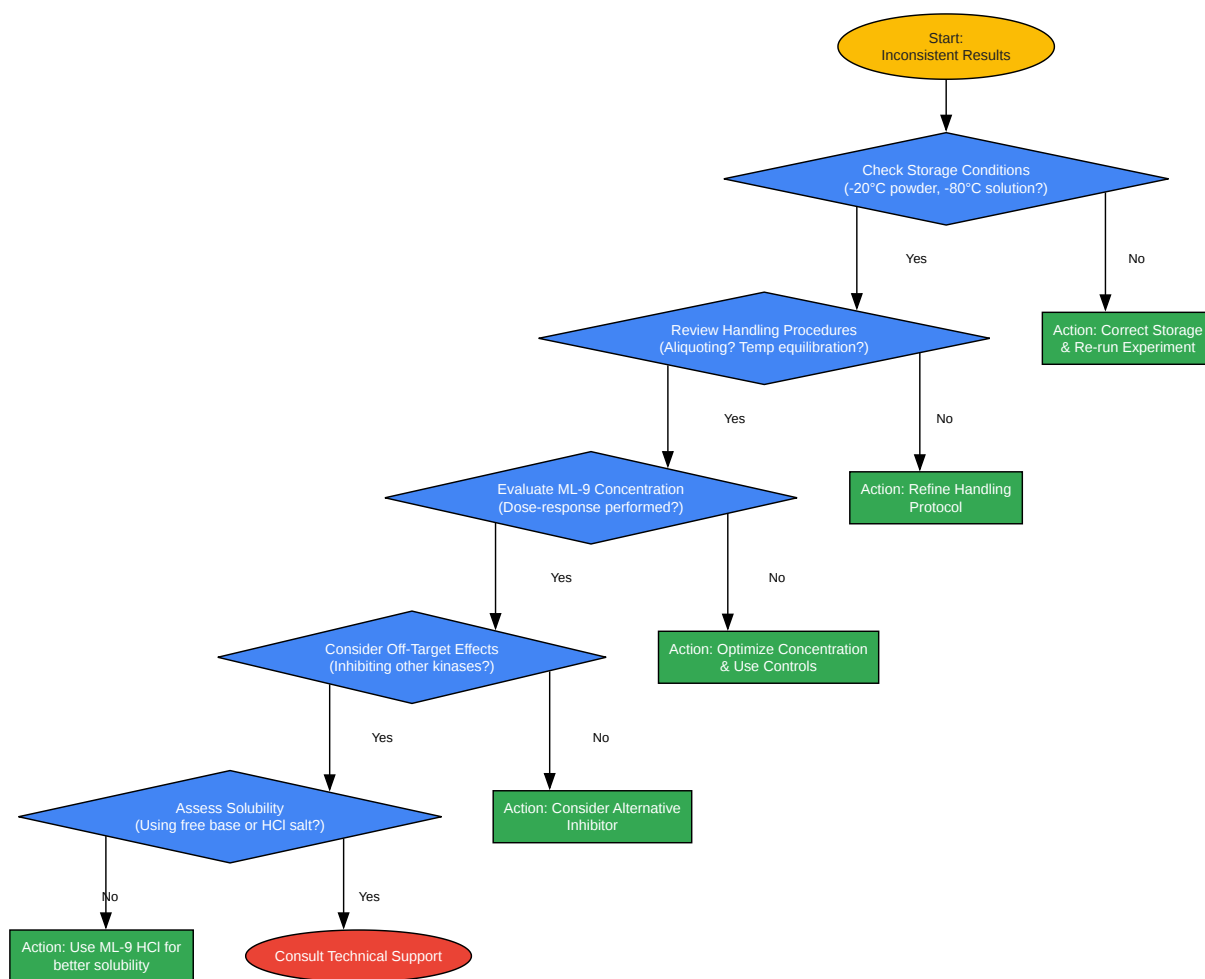 Start:
Inconsistent Results
Check Storage Conditions
(-20°C powder, -80°C solution?)
Yes
No
Action: Correct Storage
& Re-run Experiment
Review Handling Procedures
(Aliquoting? Temp equilibration?)
Yes
No
Action: Refine Handling
Protocol
Evaluate ML-9 Concentration
(Dose-response performed?)
Yes
No
Action: Optimize Concentration
& Use Controls
Consider Off-Target Effects
(Inhibiting other kinases?)
Yes
No
Action: Consider Alternative
Inhibitor
Assess Solubility
(Using free base or HCl salt?)
No
Yes
Action: Use ML-9 HCl for
better solubility
Consult Technical Support